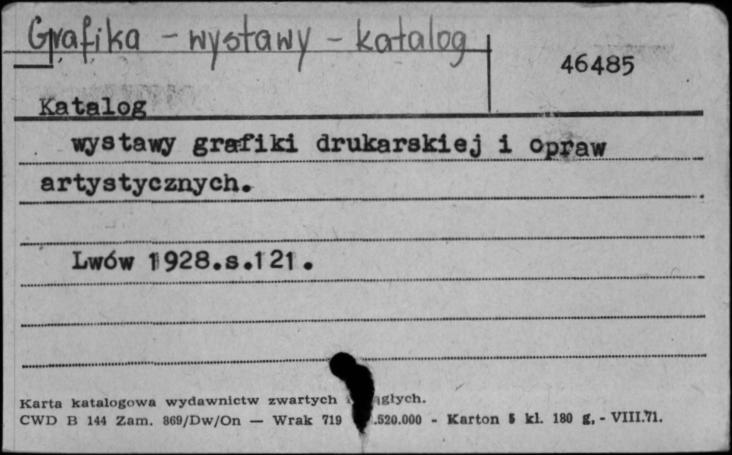 Grafika - wystawy - katalog
46485
Katalog
wystawy grafiki drukarskiej i opraw
artystycznych.
Lwów 1928.s.121.
Karta katalogowa wydawnictw zwartych
CWD B 144 Zam. 869/Dw/On — Wrak 719 .520.000 - Karton 5 kl. 180 g. - VIII.71.